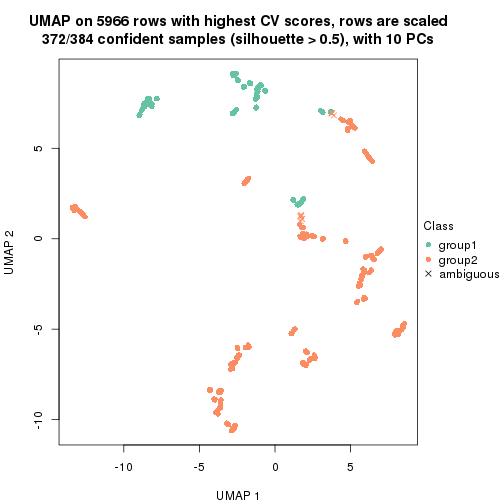 UMAP on 5966 rows with highest CV scores, rows are scaled
372/384 confident samples (silhouette > 0.5), with 10 PCs
5
0
-5
-10
UMAP 2
-10
-5
0
5
UMAP 1
Class
group1
group2
ambiguous